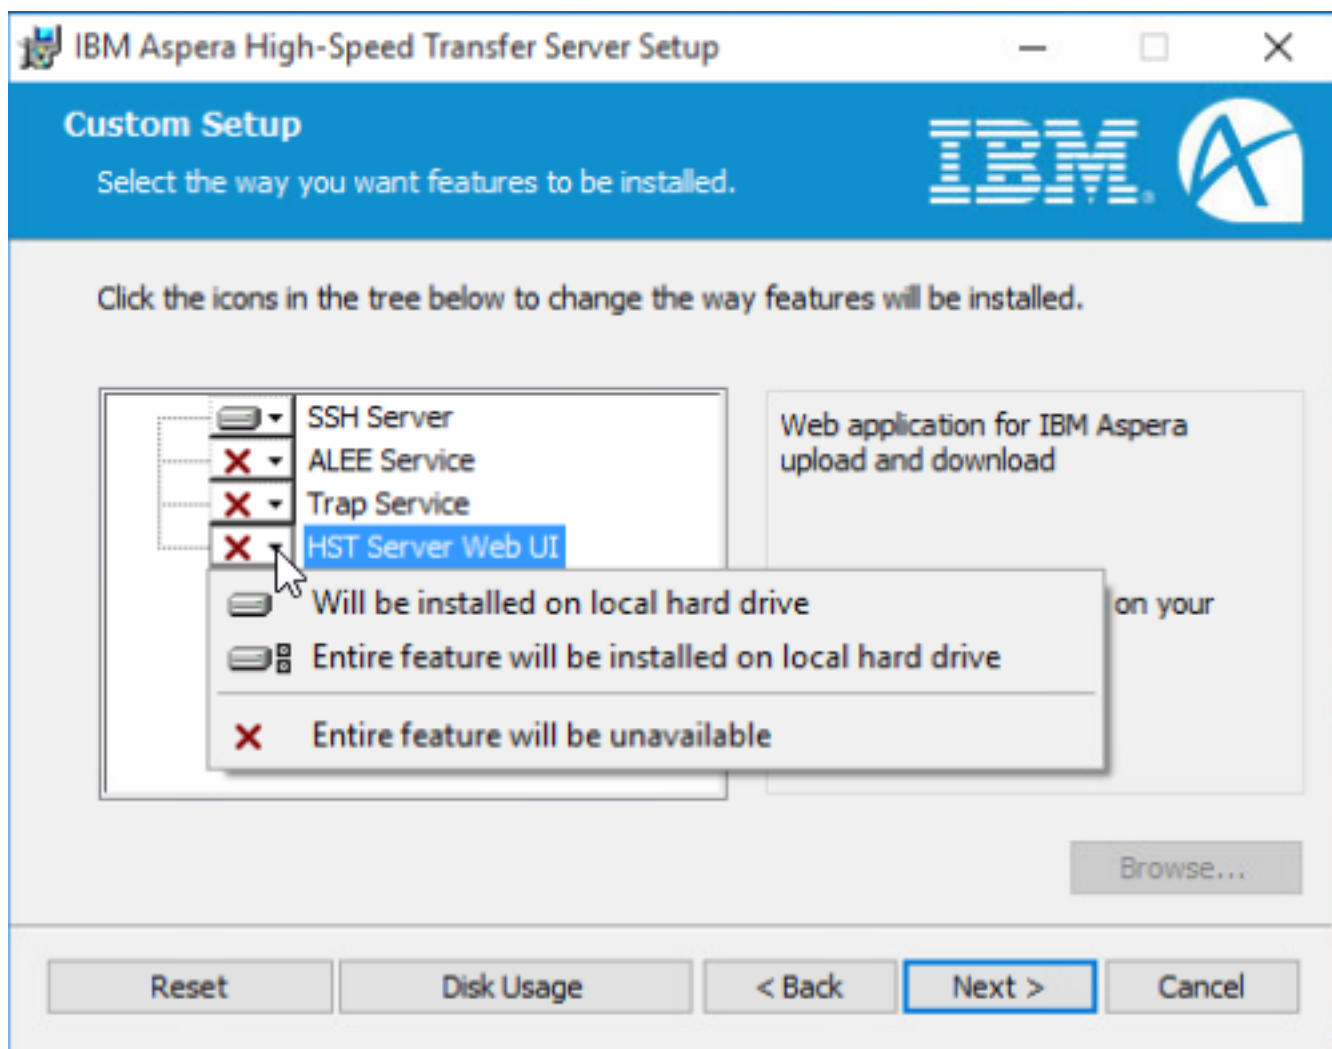 IBM Aspera High-Speed Transfer Server Setup
Custom Setup
Select the way you want features to be installed.
IBM
Click the icons in the tree below to change the way features will be installed.
SSH Server
ALEE Service
Trap Service
HST Server Web UI
Web application for IBM Aspera
upload and download
Will be installed on local hard drive
on your
Entire feature will be installed on local hard drive
Entire feature will be unavailable
Browse...
Reset
Disk Usage
< Back
Next >
Cancel